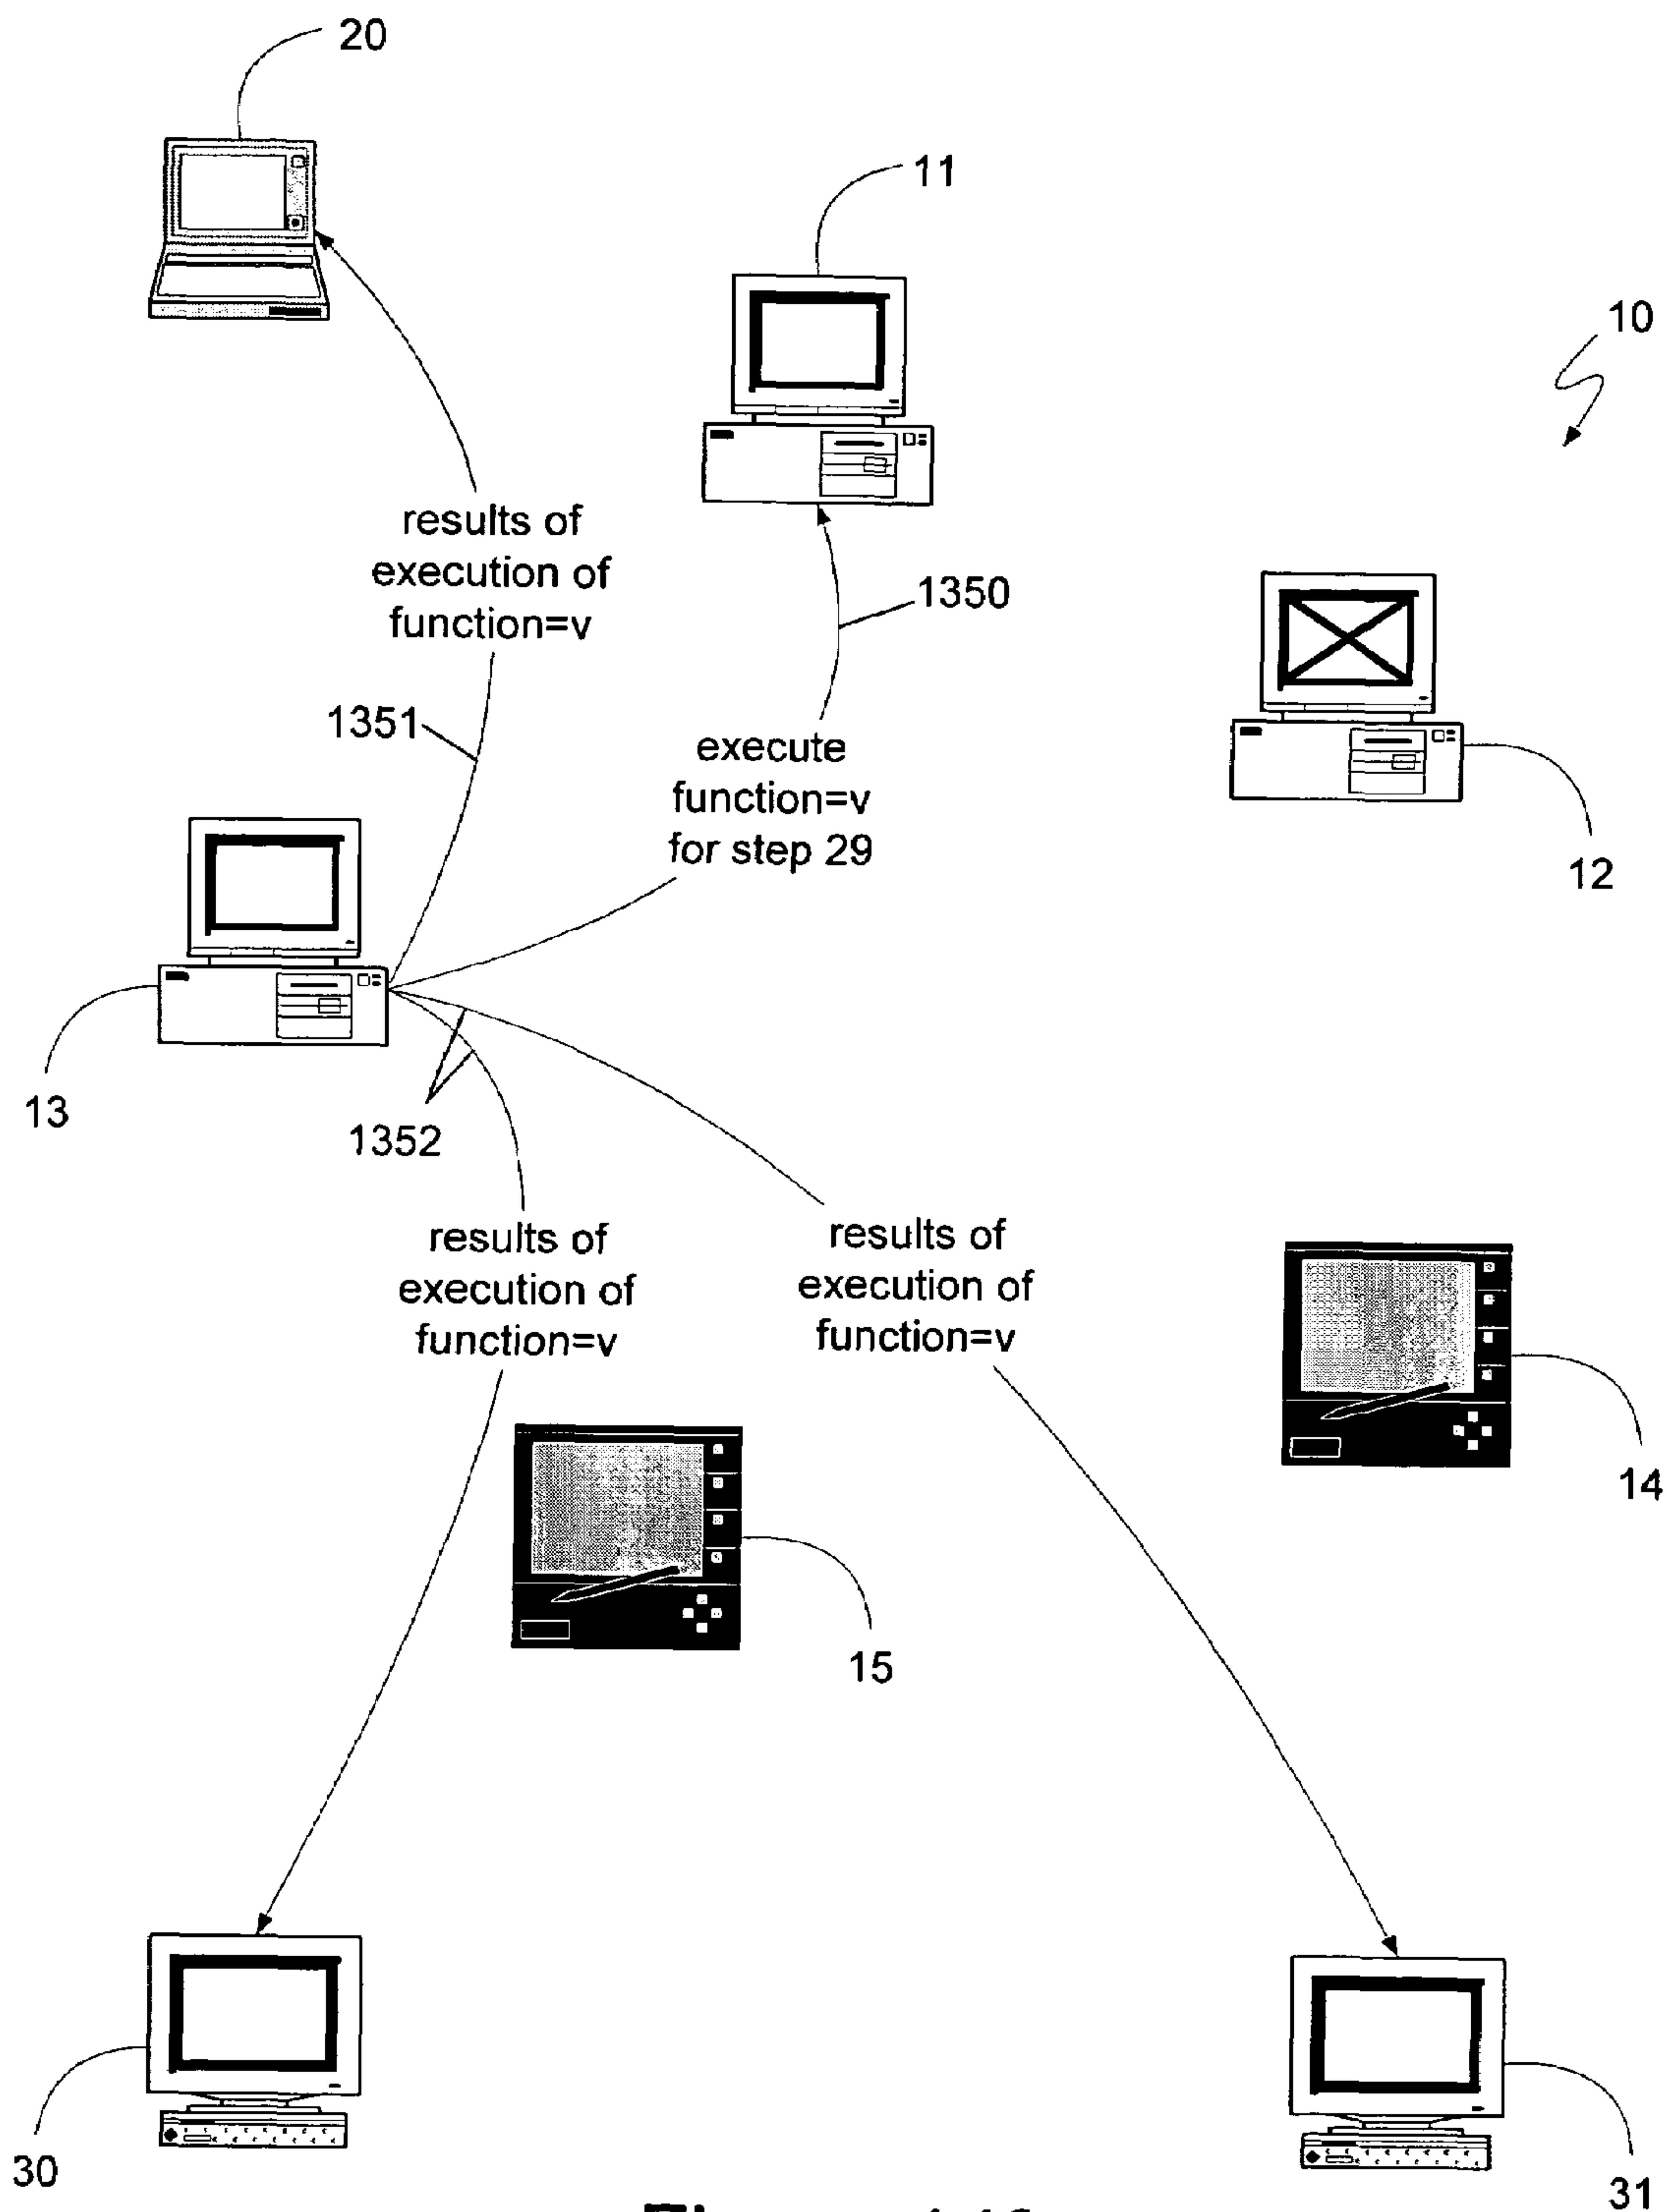 20
11
10
results of
execution of
function=v
1350
1351
execute
function=v
for step 29
12
13
1352
results of
execution of
function=v
results of
execution of
function=v
14
15
30
31